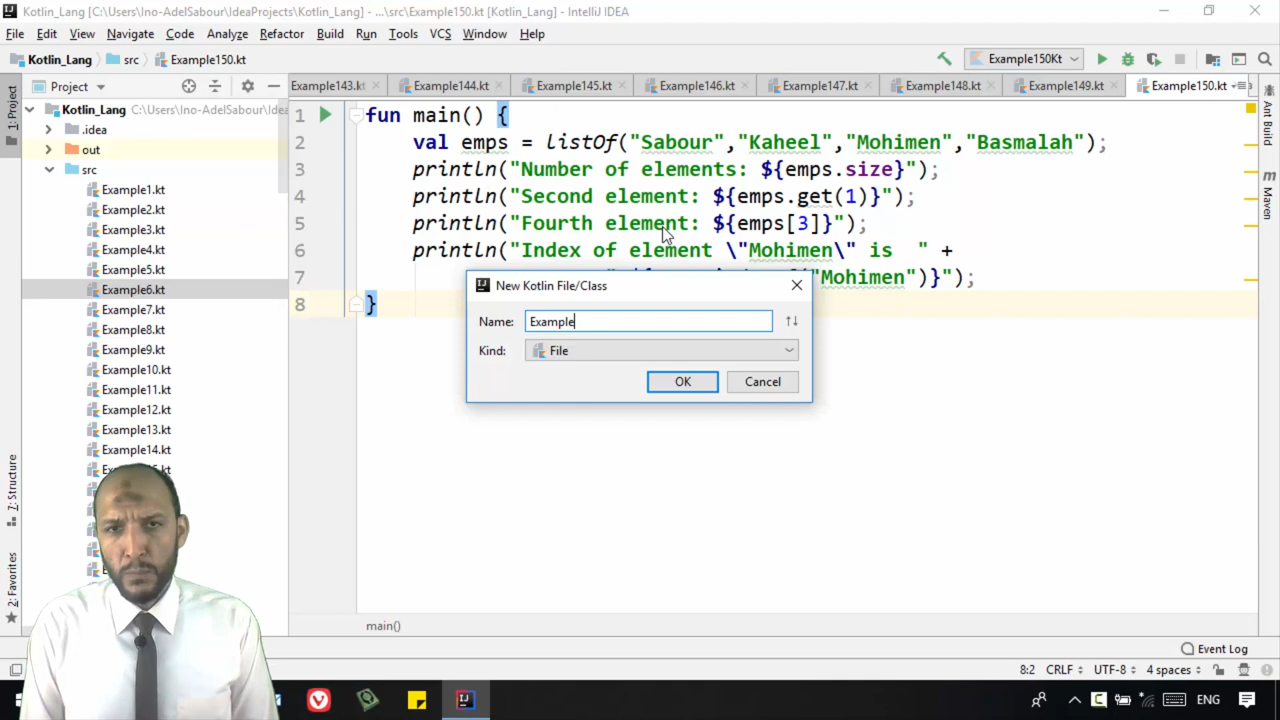 Kotlin_Lang [C:\Users\Ino-AdelSabour\IdeaProjects\Kotlin_Lang] - ...\src\Example150.kt [Kotlin_Lang] - IntelliJ IDEA
File Edit View Navigate Code Analyze Refactor Build Run Tools VCS Window Help
Kotlin_Lang src Example150.kt Example150Kt
Project
Example143.kt Example144.kt Example145.kt Example146.kt Example147.kt Example148.kt Example149.kt Example150.kt
Kotlin_Lang C:\Users\Ino-AdelSabour\Idea
.idea
out
src
Example1.kt
Example2.kt
Example3.kt
Example4.kt
Example5.kt
Example6.kt
Example7.kt
Example8.kt
Example9.kt
Example10.kt
Example11.kt
Example12.kt
Example13.kt
Example14.kt
1 fun main() {
2 val emps = listOf("Sabour","Kaheel","Mohimen","Basmalah");
3 println("Number of elements: ${emps.size}");
4 println("Second element: ${emps.get(1)}");
5 println("Fourth element: ${emps[3]}");
6 println("Index of element \"Mohimen\" is  " +
7 "Mohimen")}");
8 }
New Kotlin File/Class
Name: Example
Kind: File
OK Cancel
main()
1: Project
7: Structure
2: Favorites
Ant Build
Maven
Event Log
8:2 CRLF UTF-8 4 spaces
ENG